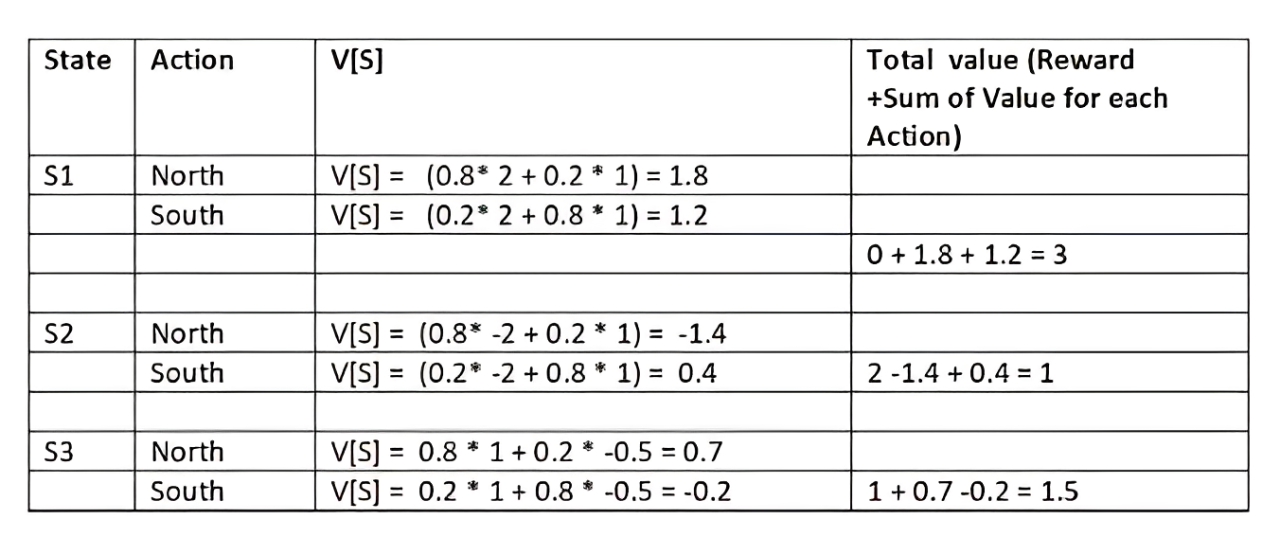 State Action V[S] Total value (Reward
+Sum of Value for each
Action)
S1 North V[S] = (0.8* 2 + 0.2 * 1) = 1.8
South V[S] = (0.2* 2 + 0.8 * 1) = 1.2
0 + 1.8 + 1.2 = 3
S2 North V[S] = (0.8* -2 + 0.2 * 1) = -1.4
South V[S] = (0.2* -2 + 0.8 * 1) = 0.4 2 -1.4 + 0.4 = 1
S3 North V[S] = 0.8 * 1 + 0.2 * -0.5 = 0.7
South V[S] = 0.2 * 1 + 0.8 * -0.5 = -0.2 1 + 0.7 -0.2 = 1.5